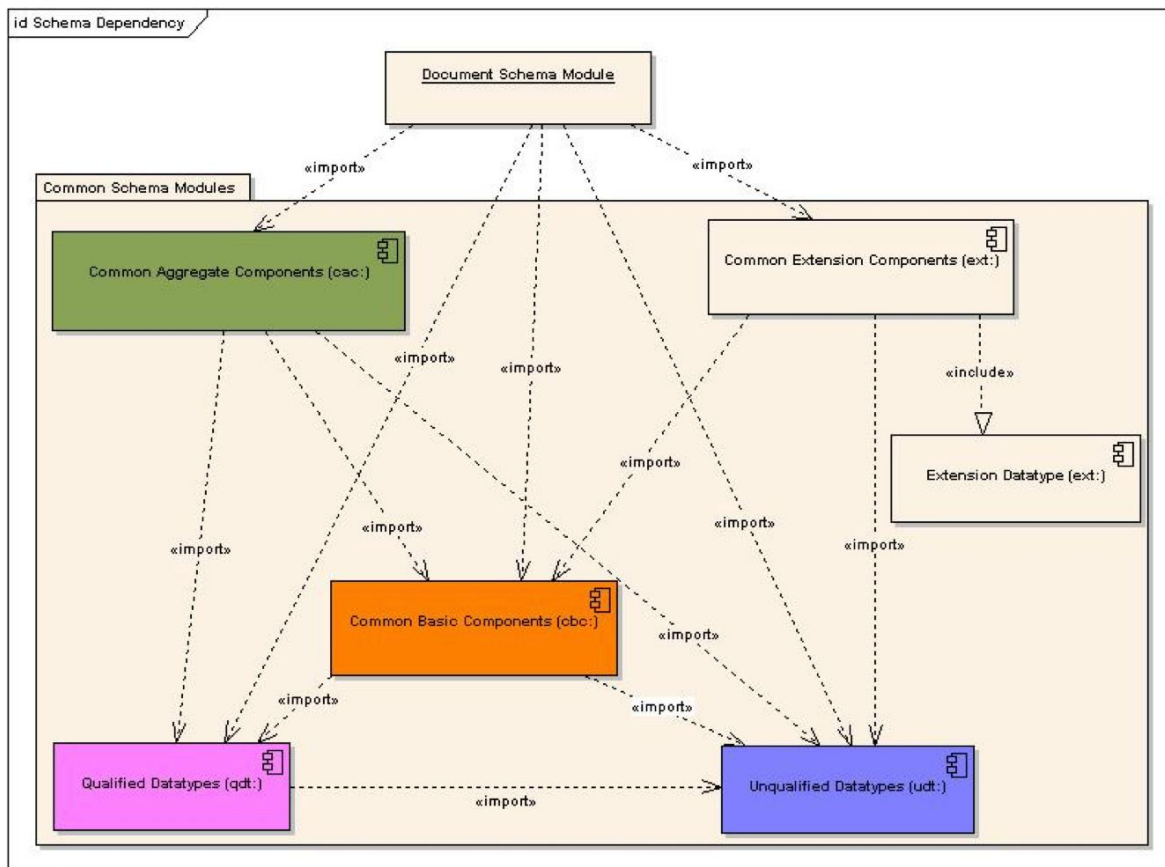 id Schema Dependency
Document Schema Module
«import»
«import»
Common Schema Modules
Common Aggregate Components (cac:)
Common Extension Components (ext:)
«import»
«import»
«include»
«import»
Extension Datatype (ext:)
«import»
«import»
«import»
«import»
Common Basic Components (cbc:)
«import»
«import»
«import»
Qualified Datatypes (qdt:)
Unqualified Datatypes (udt:)
«import»